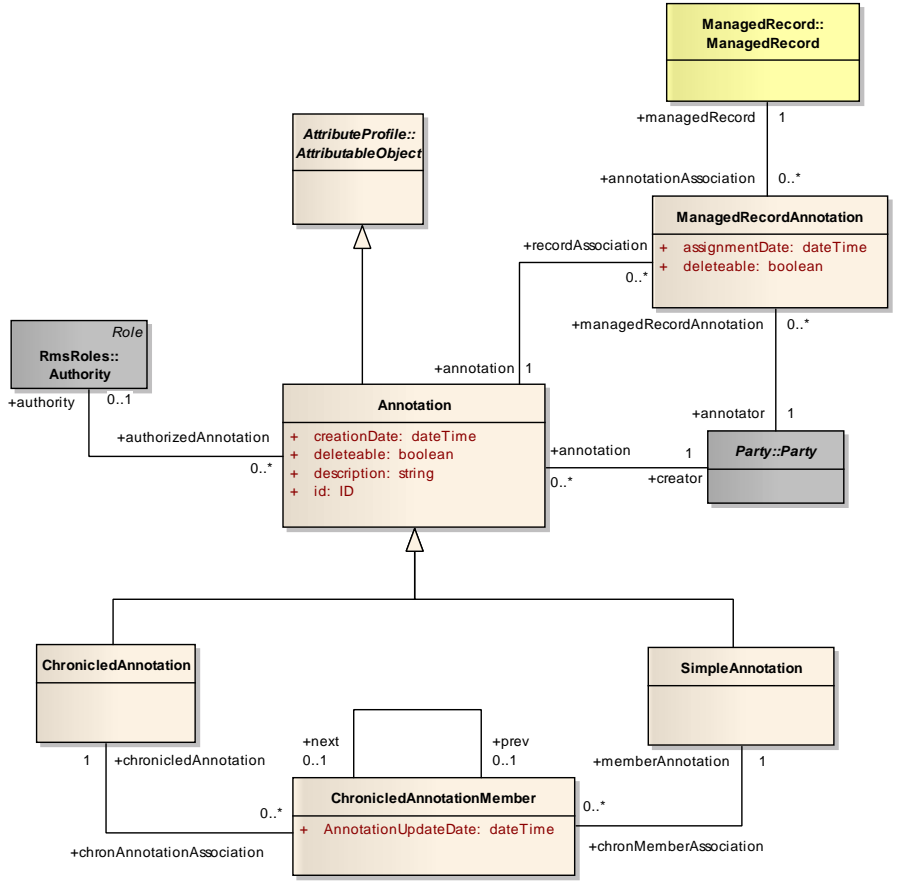 ManagedRecord::
ManagedRecord
+managedRecord 1
+annotationAssociation 0..*
AttributeProfile::
AttributableObject
ManagedRecordAnnotation
+ assignmentDate: dateTime
+ deleteable: boolean
+recordAssociation
0..*
+managedRecordAnnotation 0..*
Role
RmsRoles::
Authority
+authority 0..1
+annotation 1
Annotation
+ creationDate: dateTime
+ deleteable: boolean
+ description: string
+ id: ID
+authorizedAnnotation
0..*
+annotator 1
+annotation 1
0..* +creator
Party::Party
ChronicledAnnotation
SimpleAnnotation
1 +chronicledAnnotation
+next
0..1
+prev
0..1
+memberAnnotation 1
ChronicledAnnotationMember
+ AnnotationUpdateDate: dateTime
0..*
+chronAnnotationAssociation
0..*
+chronMemberAssociation